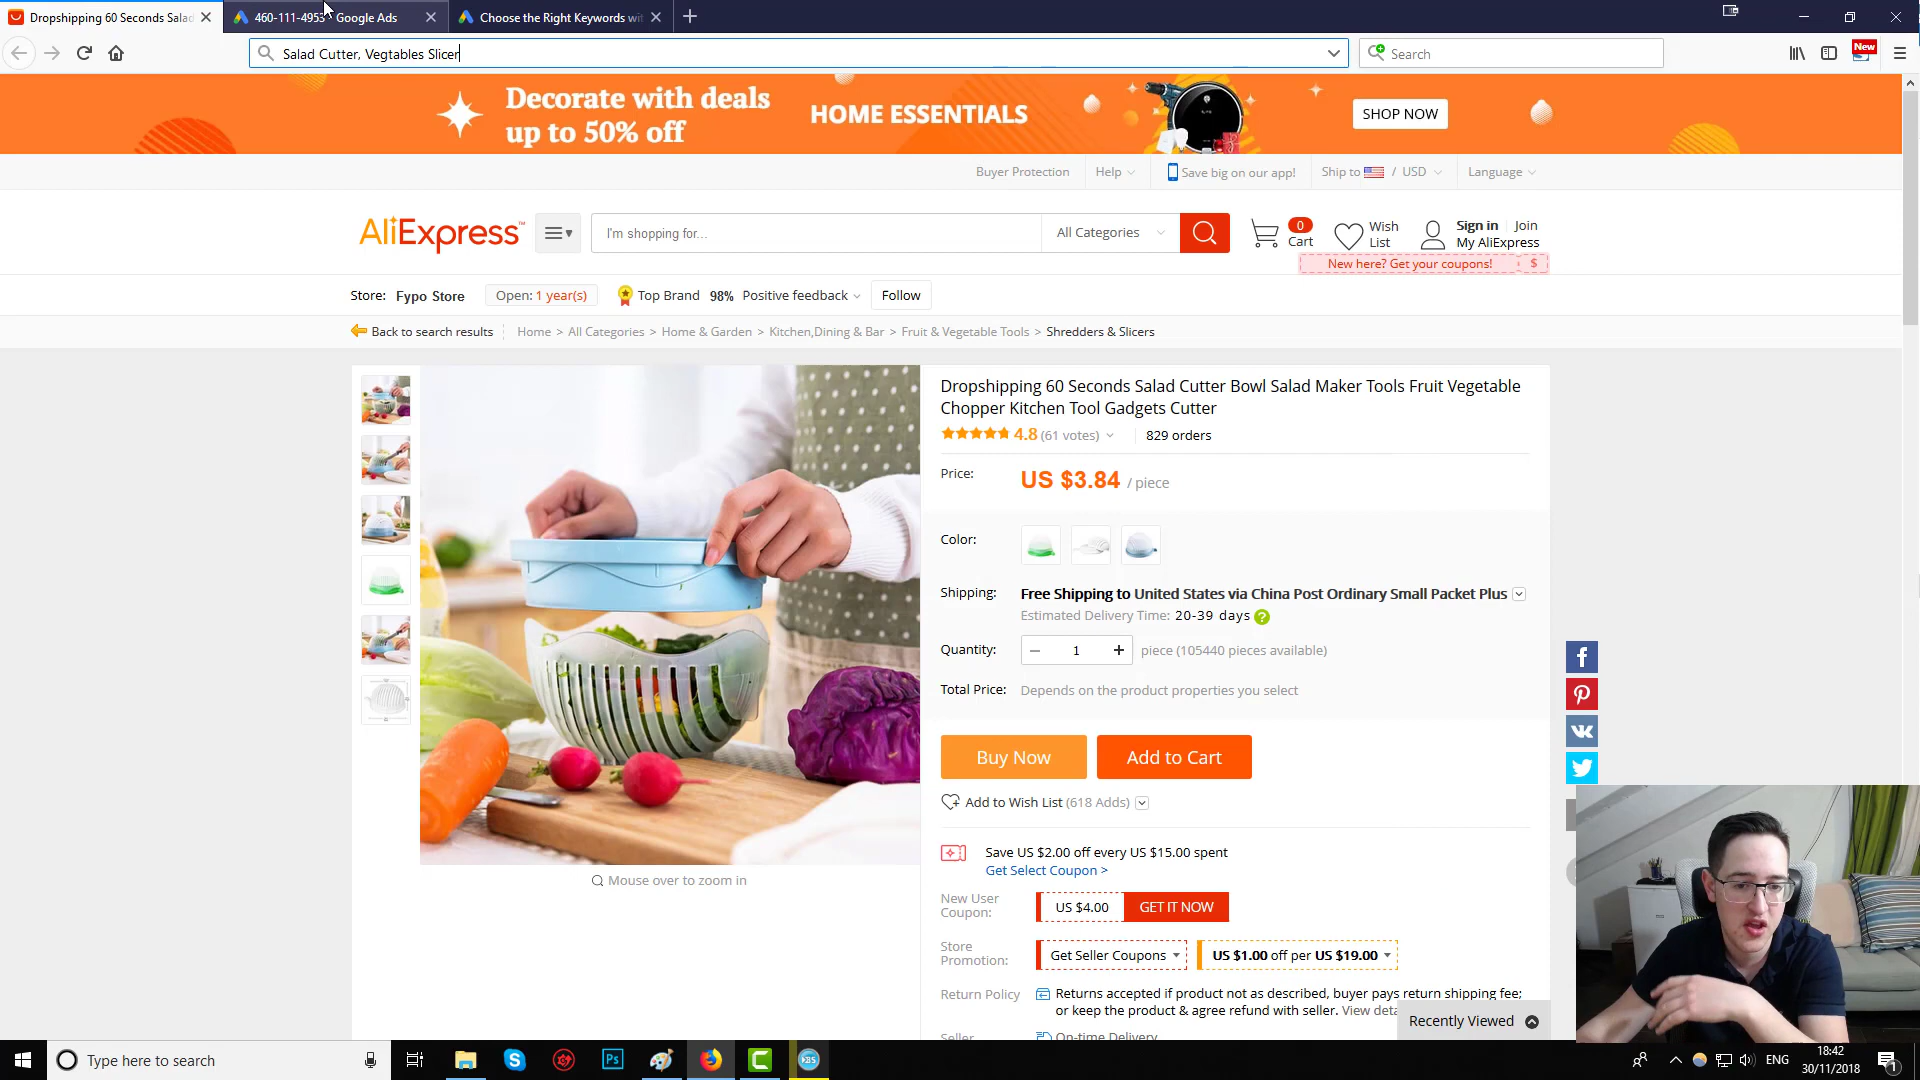 Dropshipping 60 Seconds Salad
460-111-4953 - Google Ads
Choose the Right Keywords wit
Salad Cutter, Vegtables Slicer
Search
New
Decorate with deals
up to 50% off
HOME ESSENTIALS
SHOP NOW
Buyer Protection
Help
Save big on our app!
Ship to / USD
Language
AliExpress™
I'm shopping for...
All Categories
0
Cart
Wish
List
Sign in
Join
My AliExpress
New here? Get your coupons! $
Store: Fypo Store
Open: 1 year(s)
Top Brand 98% Positive feedback
Follow
Back to search results
Home > All Categories > Home & Garden > Kitchen,Dining & Bar > Fruit & Vegetable Tools > Shredders & Slicers
Dropshipping 60 Seconds Salad Cutter Bowl Salad Maker Tools Fruit Vegetable
Chopper Kitchen Tool Gadgets Cutter
4.8 (61 votes)
829 orders
Price: US $3.84 / piece
Color:
Shipping: Free Shipping to United States via China Post Ordinary Small Packet Plus
Estimated Delivery Time: 20-39 days ?
Quantity: 1 piece (105440 pieces available)
Total Price: Depends on the product properties you select
Buy Now
Add to Cart
Add to Wish List (618 Adds)
Mouse over to zoom in
Save US $2.00 off every US $15.00 spent
Get Select Coupon >
New User
Coupon:
US $4.00
GET IT NOW
Store
Promotion:
Get Seller Coupons
US $1.00 off per US $19.00
Return Policy
Returns accepted if product not as described, buyer pays return shipping fee;
or keep the product & agree refund with seller. View deta
Seller
On-time Delivery
Recently Viewed
Type here to search
Ps
ENG
18:42
30/11/2018
1